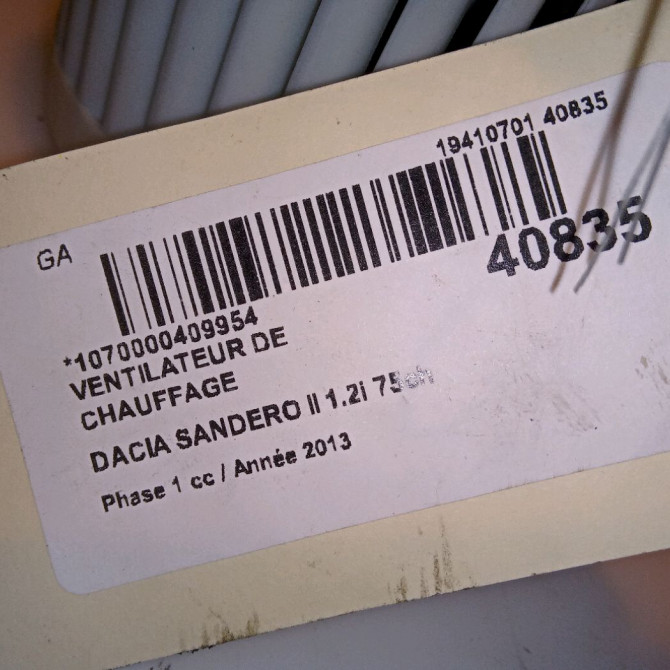 19410701 40835
GA
40835
*1070000409954
VENTILATEUR DE
CHAUFFAGE
DACIA SANDERO II 1.2i 75ch
Phase 1 cc / Année 2013